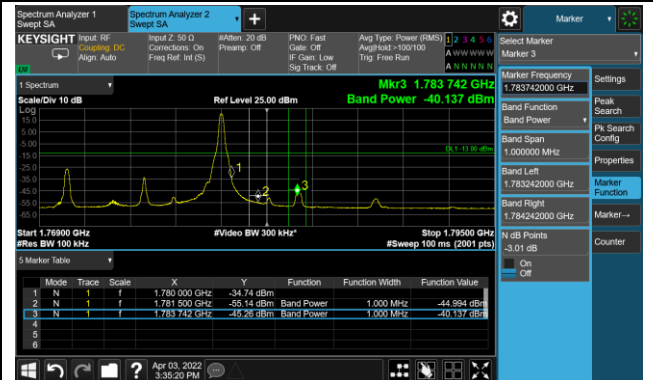 Spectrum Analyzer 1
Swept SA
Spectrum Analyzer 2
Swept SA
Marker
KEYSIGHT
Input: RF
Coupling: DC
Align: Auto
Input Z: 50 Ω
Corrections: On
Freq Ref: Int (S)
#Atten: 20 dB
Preamp: Off
PNO: Fast
Gate: Off
IF Gain: Low
Sig Track: Off
Avg Type: Power (RMS)
Avg|Hold:>100/100
Trig: Free Run
1 2 3 4 5 6
A W W W W W
A N N N N N
1 Spectrum
Scale/Div 10 dB
Ref Level 25.00 dBm
Mkr3 1.783 742 GHz
Band Power -40.137 dBm
Log
15.0
5.00
-5.00
-15.0
-25.0
-35.0
-45.0
-55.0
-65.0
DL1 -13.00 dBm
1
2
3
Start 1.76900 GHz
#Video BW 300 kHz*
Stop 1.79500 GHz
#Res BW 100 kHz
#Sweep 100 ms (2001 pts)
5 Marker Table
Mode Trace Scale X Y Function Function Width Function Value
1 N 1 f 1.780 000 GHz -34.74 dBm
2 N 1 f 1.781 500 GHz -55.14 dBm Band Power 1.000 MHz -44.994 dBm
3 N 1 f 1.783 742 GHz -45.26 dBm Band Power 1.000 MHz -40.137 dBm
4
5
6
Apr 03, 2022
3:35:20 PM
Select Marker
Marker 3
Marker Frequency
1.783742000 GHz
Band Function
Band Power
Band Span
1.000000 MHz
Band Left
1.783242000 GHz
Band Right
1.784242000 GHz
N dB Points
-3.01 dB
On
Off
Settings
Peak
Search
Pk Search
Config
Properties
Marker
Function
Marker→
Counter